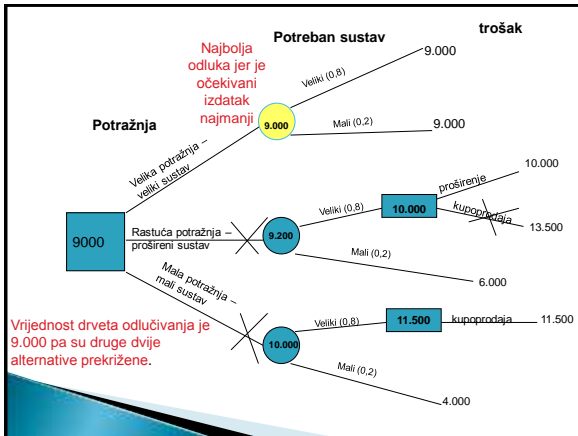 Potreban sustav
trošak
Najbolja
odluka jer je
očekivani
izdatak
najmanji
Potražnja
Velika potražnja –
veliki sustav
9.000
Veliki (0,8)
9.000
Mali (0,2)
9.000
9000
Rastuća potražnja –
prošireni sustav
9.200
Veliki (0,8)
10.000
proširenje
10.000
kupoprodaja
13.500
Mali (0,2)
6.000
Mala potražnja –
mali sustav
10.000
Veliki (0,8)
11.500
kupoprodaja
11.500
Mali (0,2)
4.000
Vrijednost drveta odlučivanja je
9.000 pa su druge dvije
alternative prekrižene.